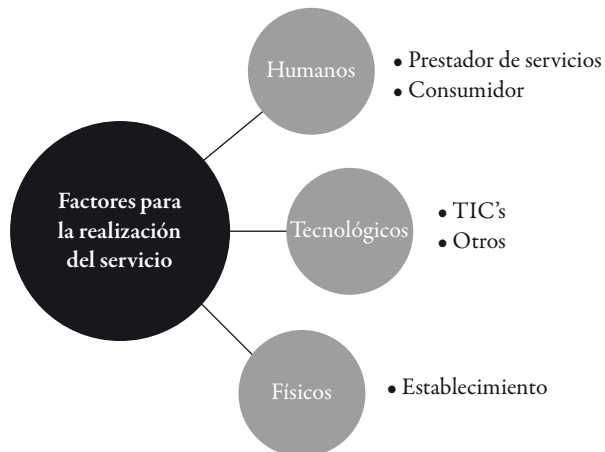 Humanos
• Prestador de servicios
• Consumidor
Factores para
la realización
del servicio
Tecnológicos
• TIC’s
• Otros
Físicos
• Establecimiento